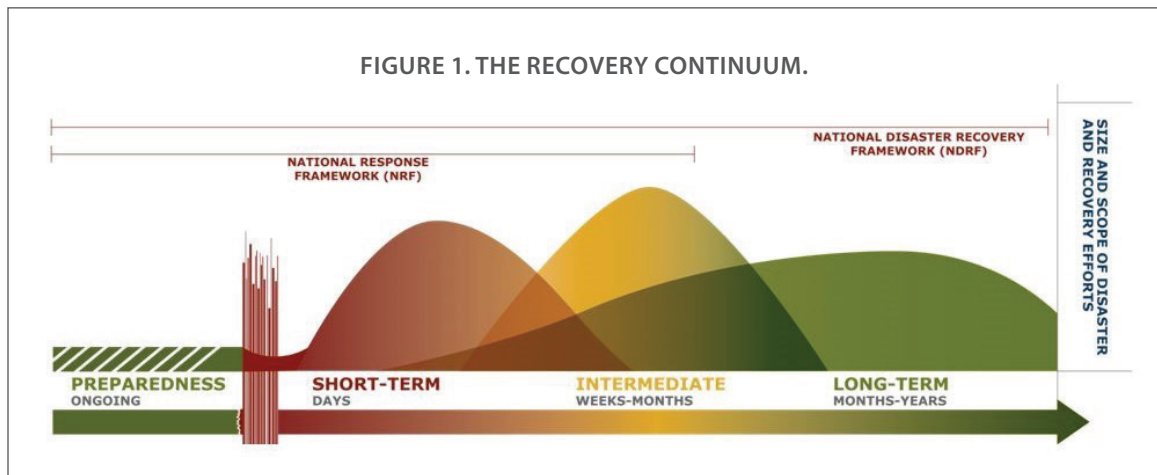 FIGURE 1. THE RECOVERY CONTINUUM.
NATIONAL DISASTER RECOVERY
FRAMEWORK (NDRF)
NATIONAL RESPONSE
FRAMEWORK (NRF)
SIZE AND SCOPE OF DISASTER
AND RECOVERY EFFORTS
PREPAREDNESS
ONGOING
SHORT-TERM
DAYS
INTERMEDIATE
WEEKS-MONTHS
LONG-TERM
MONTHS-YEARS